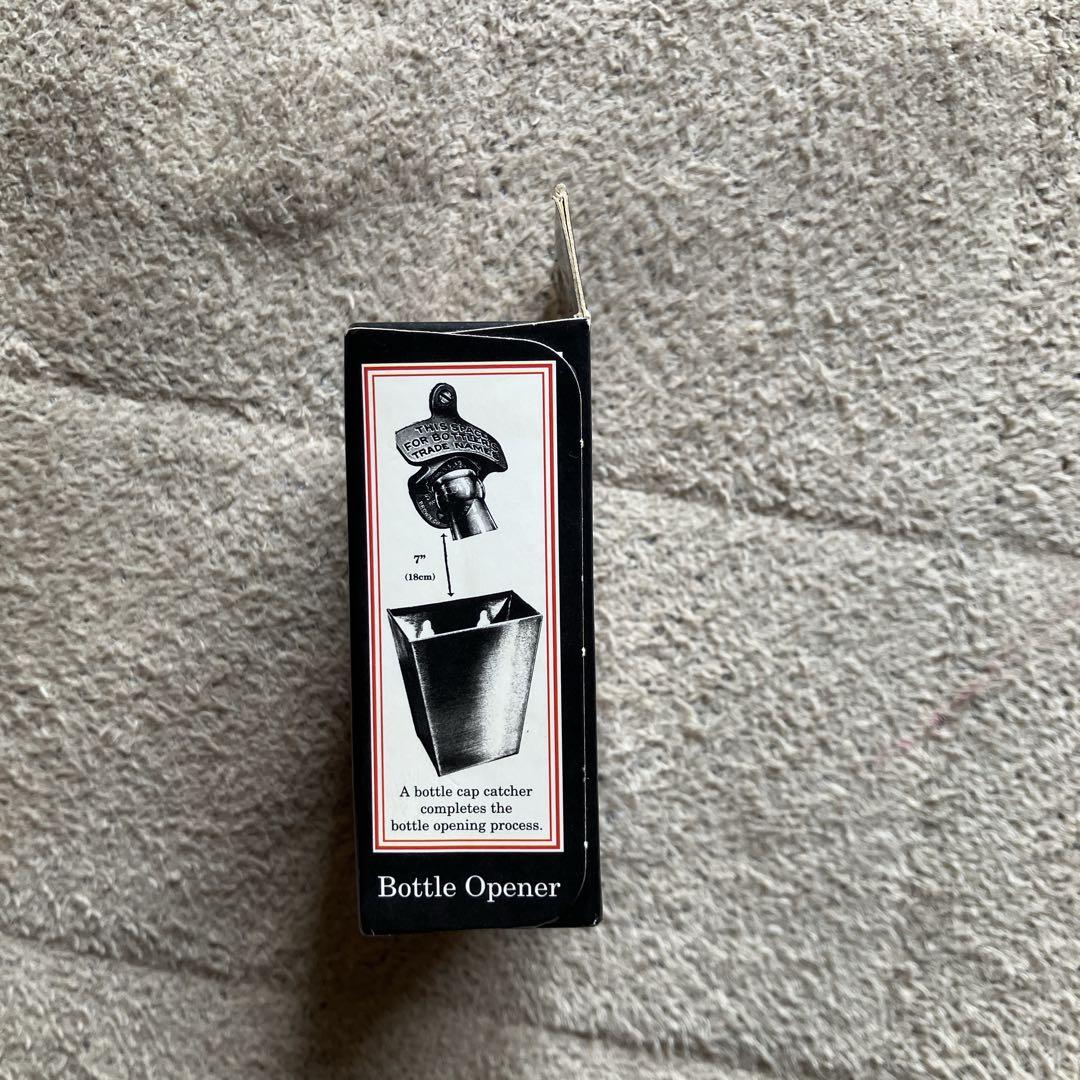 THIS SPACE
FOR BOTTLER'S
TRADE NAME
7"
(18cm)
A bottle cap catcher
completes the
bottle opening process.
Bottle Opener